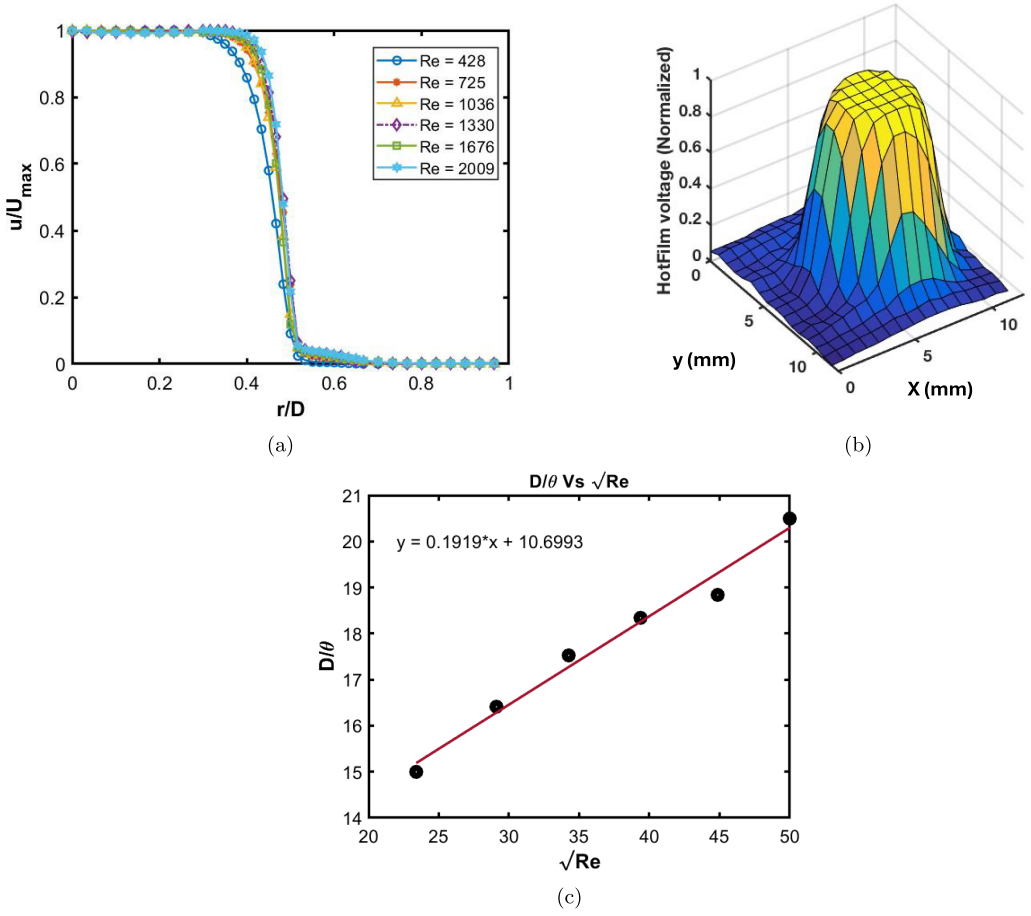 1
0.8
0.6
0.4
0.2
0
u/U_max
0 0.2 0.4 0.6 0.8 1
r/D
Re = 428
Re = 725
Re = 1036
Re = 1330
Re = 1676
Re = 2009
(a)
HotFilm voltage (Normalized)
1
0.8
0.6
0.4
0.2
0
0
5
10
y (mm)
0
5
10
X (mm)
(b)
D/θ Vs √Re
y = 0.1919*x + 10.6993
21
20
19
18
17
16
15
14
D/θ
20 25 30 35 40 45 50
√Re
(c)